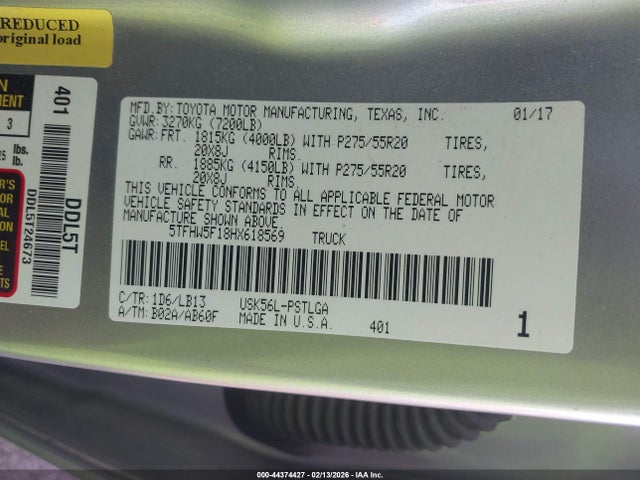 REDUCED
original load
N
MENT
3
lbs.
lb.
401
DDL5T
DDL5T24673
MFD.BY:TOYOTA MOTOR MANUFACTURING, TEXAS, INC. 01/17
GVWR: 3270KG (7200LB)
GAWR:FRT. 1815KG (4000LB) WITH P275/55R20 TIRES,
20X8J RIMS.
RR. 1885KG (4150LB) WITH P275/55R20 TIRES,
20X8J RIMS
THIS VEHICLE CONFORMS TO ALL APPLICABLE FEDERAL MOTOR
VEHICLE SAFETY STANDARDS IN EFFECT ON THE DATE OF
MANUFACTURE SHOWN ABOVE.
5TFHW5F18HX618569 TRUCK
C/TR: 1D6/LB13 USK56L-PSTLGA
A/TM: B02A/AB60F MADE IN U.S.A. 401 1
000-44374427 - 02/13/2026 - IAA Inc.